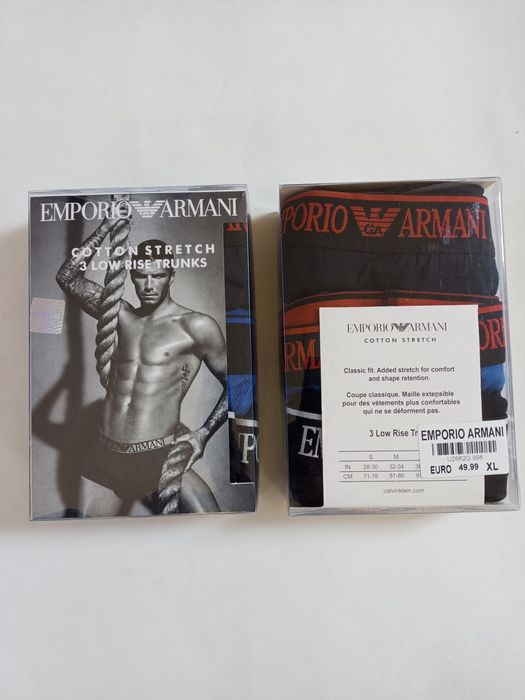 EMPORIO ARMANI
COTTON STRETCH
3 LOW RISE TRUNKS
ARMANI
PORIO ARMANI
EMPORIO ARMANI
COTTON STRETCH
Classic fit. Added stretch for comfort
and shape retention.
Coupe classique. Maille extensible
pour des vêtements plus confortables
qui ne se déforment pas.
3 Low Rise
S M
IN 28-30 32-34
CM 71-76 81-86
calvinklein.com
EMPORIO ARMANI
U2662G 998
EURO 49,99 XL